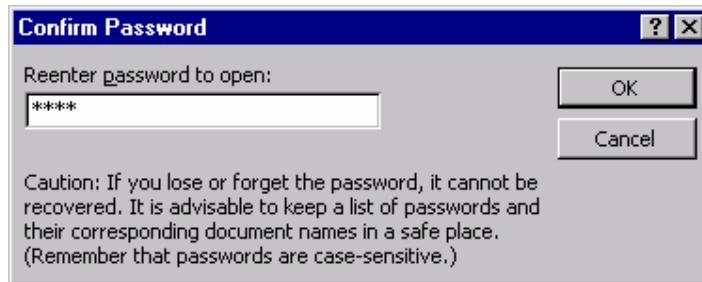 Confirm Password
Reenter password to open:
****
OK
Cancel
Caution: If you lose or forget the password, it cannot be
recovered. It is advisable to keep a list of passwords and
their corresponding document names in a safe place.
(Remember that passwords are case-sensitive.)